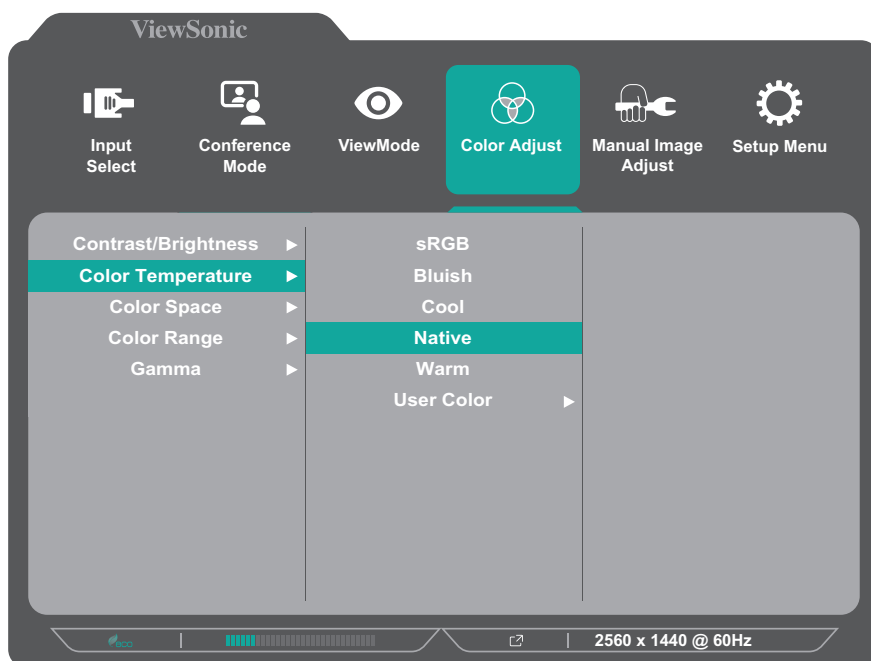 ViewSonic
Input Select
Conference Mode
ViewMode
Color Adjust
Manual Image Adjust
Setup Menu
Contrast/Brightness
Color Temperature
Color Space
Color Range
Gamma
sRGB
Bluish
Cool
Native
Warm
User Color
eco
2560 x 1440 @ 60Hz